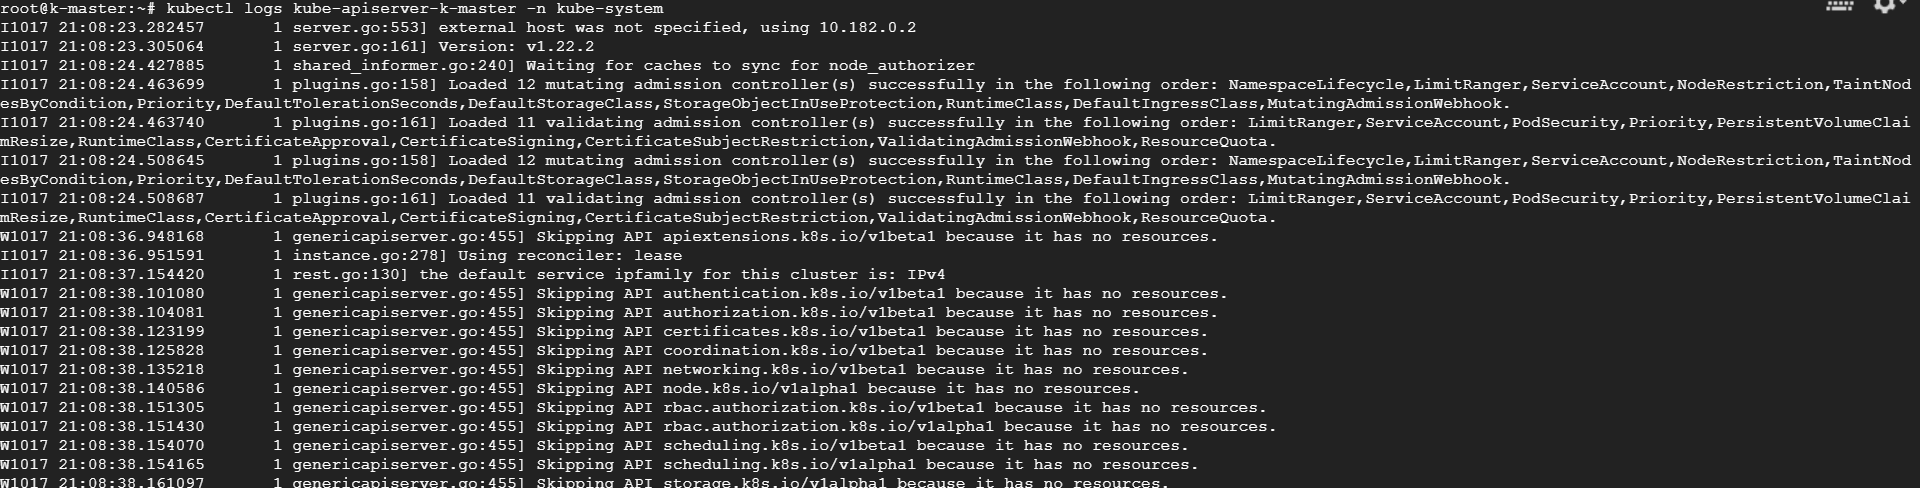 root@k-master:~# kubectl logs kube-apiserver-k-master -n kube-system
I1017 21:08:23.282457       1 server.go:553] external host was not specified, using 10.182.0.2
I1017 21:08:23.305064       1 server.go:161] Version: v1.22.2
I1017 21:08:24.427885       1 shared_informer.go:240] Waiting for caches to sync for node_authorizer
I1017 21:08:24.463699       1 plugins.go:158] Loaded 12 mutating admission controller(s) successfully in the following order: NamespaceLifecycle,LimitRanger,ServiceAccount,NodeRestriction,TaintNod
esByCondition,Priority,DefaultTolerationSeconds,DefaultStorageClass,StorageObjectInUseProtection,RuntimeClass,DefaultIngressClass,MutatingAdmissionWebhook.
I1017 21:08:24.463740       1 plugins.go:161] Loaded 11 validating admission controller(s) successfully in the following order: LimitRanger,ServiceAccount,PodSecurity,Priority,PersistentVolumeClai
mResize,RuntimeClass,CertificateApproval,CertificateSigning,CertificateSubjectRestriction,ValidatingAdmissionWebhook,ResourceQuota.
I1017 21:08:24.508645       1 plugins.go:158] Loaded 12 mutating admission controller(s) successfully in the following order: NamespaceLifecycle,LimitRanger,ServiceAccount,NodeRestriction,TaintNod
esByCondition,Priority,DefaultTolerationSeconds,DefaultStorageClass,StorageObjectInUseProtection,RuntimeClass,DefaultIngressClass,MutatingAdmissionWebhook.
I1017 21:08:24.508687       1 plugins.go:161] Loaded 11 validating admission controller(s) successfully in the following order: LimitRanger,ServiceAccount,PodSecurity,Priority,PersistentVolumeClai
mResize,RuntimeClass,CertificateApproval,CertificateSigning,CertificateSubjectRestriction,ValidatingAdmissionWebhook,ResourceQuota.
W1017 21:08:36.948168       1 genericapiserver.go:455] Skipping API apiextensions.k8s.io/v1beta1 because it has no resources.
I1017 21:08:36.951591       1 instance.go:278] Using reconciler: lease
I1017 21:08:37.154420       1 rest.go:130] the default service ipfamily for this cluster is: IPv4
W1017 21:08:38.101080       1 genericapiserver.go:455] Skipping API authentication.k8s.io/v1beta1 because it has no resources.
W1017 21:08:38.104081       1 genericapiserver.go:455] Skipping API authorization.k8s.io/v1beta1 because it has no resources.
W1017 21:08:38.123199       1 genericapiserver.go:455] Skipping API certificates.k8s.io/v1beta1 because it has no resources.
W1017 21:08:38.125828       1 genericapiserver.go:455] Skipping API coordination.k8s.io/v1beta1 because it has no resources.
W1017 21:08:38.135218       1 genericapiserver.go:455] Skipping API networking.k8s.io/v1beta1 because it has no resources.
W1017 21:08:38.140586       1 genericapiserver.go:455] Skipping API node.k8s.io/v1alpha1 because it has no resources.
W1017 21:08:38.151305       1 genericapiserver.go:455] Skipping API rbac.authorization.k8s.io/v1beta1 because it has no resources.
W1017 21:08:38.151430       1 genericapiserver.go:455] Skipping API rbac.authorization.k8s.io/v1alpha1 because it has no resources.
W1017 21:08:38.154070       1 genericapiserver.go:455] Skipping API scheduling.k8s.io/v1beta1 because it has no resources.
W1017 21:08:38.154165       1 genericapiserver.go:455] Skipping API scheduling.k8s.io/v1alpha1 because it has no resources.
W1017 21:08:38.161097       1 genericapiserver.go:455] Skipping API storage.k8s.io/v1alpha1 because it has no resources.